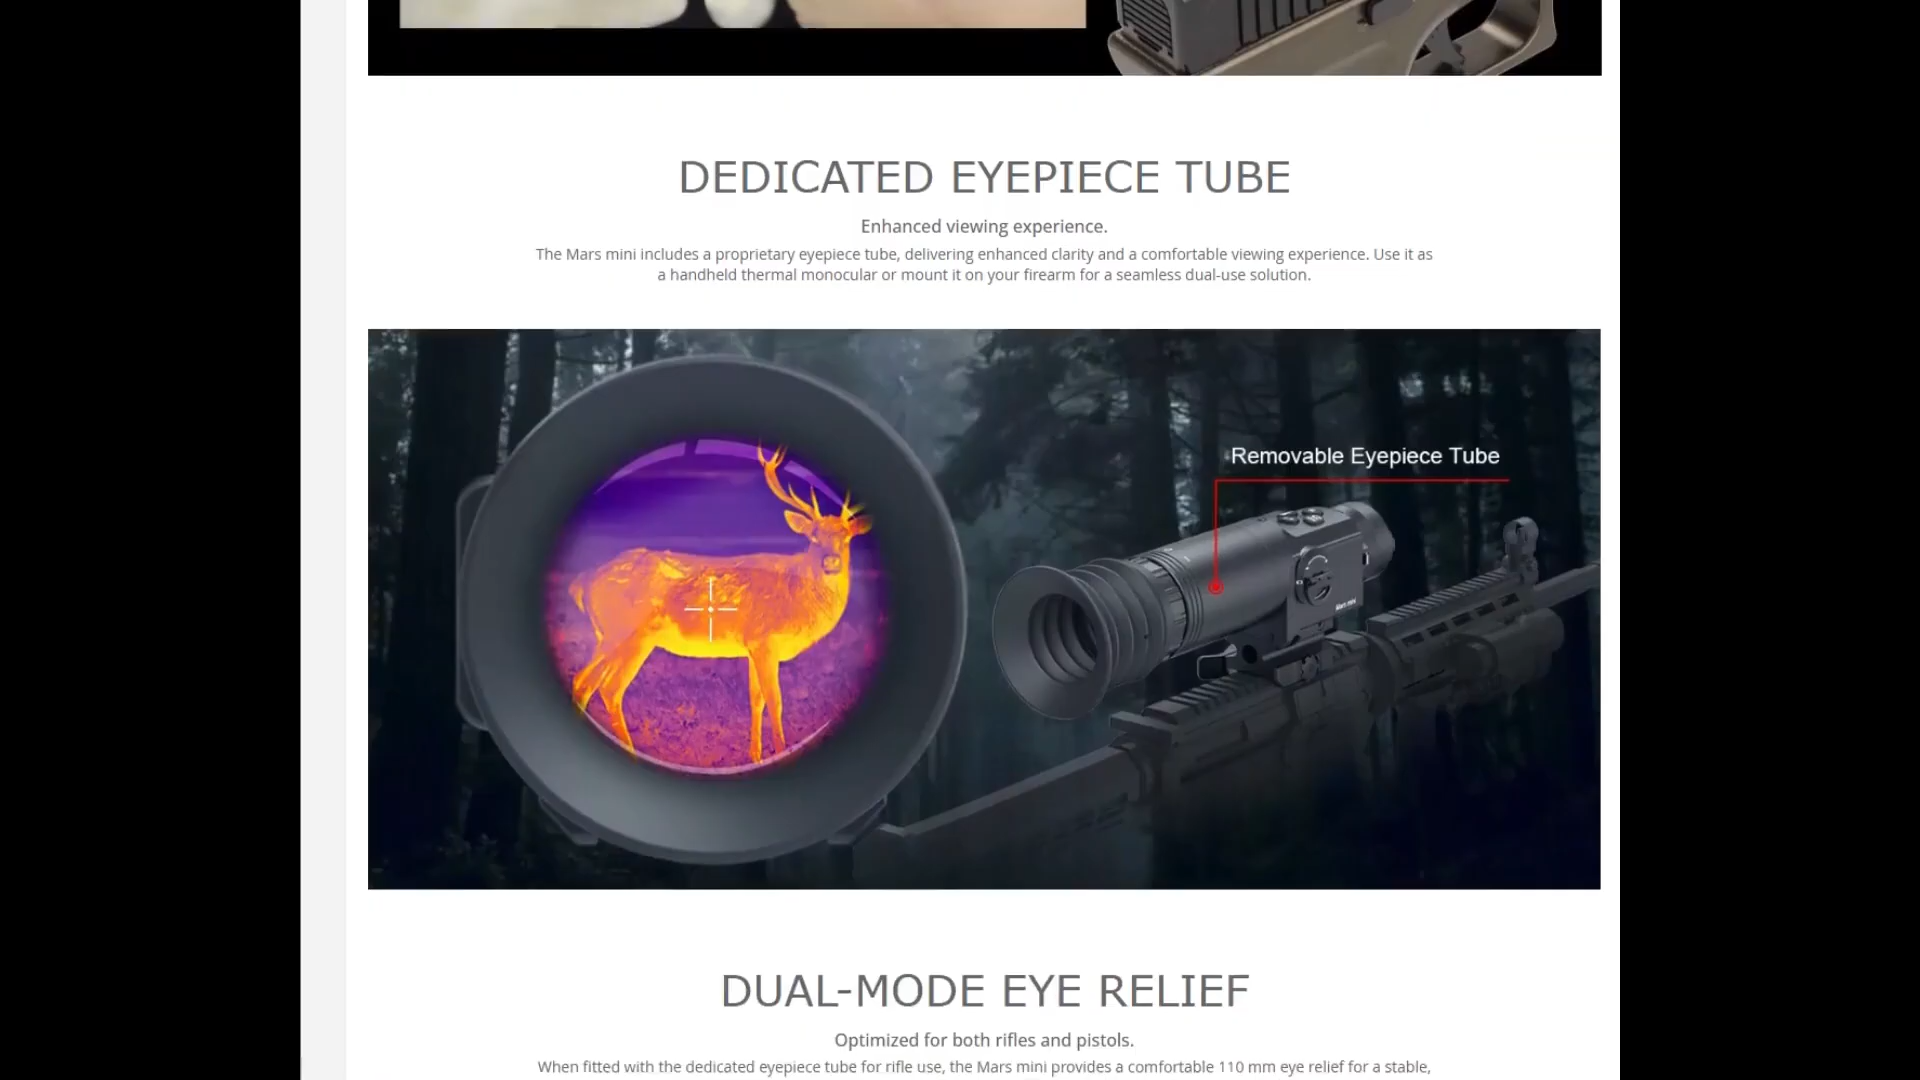 DEDICATED EYEPIECE TUBE
Enhanced viewing experience.
The Mars mini includes a proprietary eyepiece tube, delivering enhanced clarity and a comfortable viewing experience. Use it as
a handheld thermal monocular or mount it on your firearm for a seamless dual-use solution.
Removable Eyepiece Tube
Mars mini
DUAL-MODE EYE RELIEF
Optimized for both rifles and pistols.
When fitted with the dedicated eyepiece tube for rifle use, the Mars mini provides a comfortable 110 mm eye relief for a stable,